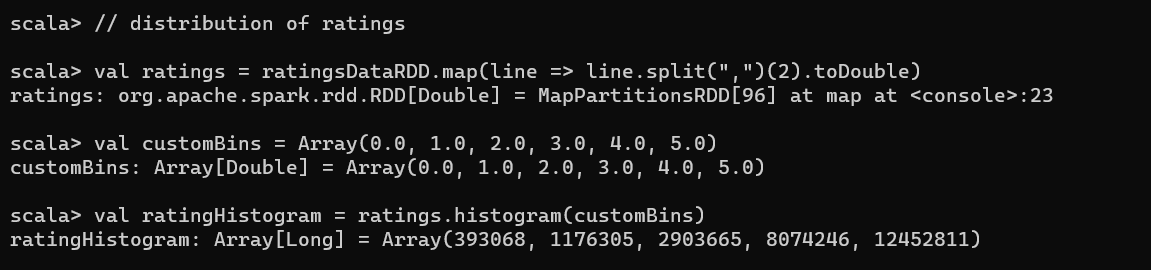 scala> // distribution of ratings
scala> val ratings = ratingsDataRDD.map(line => line.split(",")(2).toDouble)
ratings: org.apache.spark.rdd.RDD[Double] = MapPartitionsRDD[96] at map at <console>:23
scala> val customBins = Array(0.0, 1.0, 2.0, 3.0, 4.0, 5.0)
customBins: Array[Double] = Array(0.0, 1.0, 2.0, 3.0, 4.0, 5.0)
scala> val ratingHistogram = ratings.histogram(customBins)
ratingHistogram: Array[Long] = Array(393068, 1176305, 2903665, 8074246, 12452811)